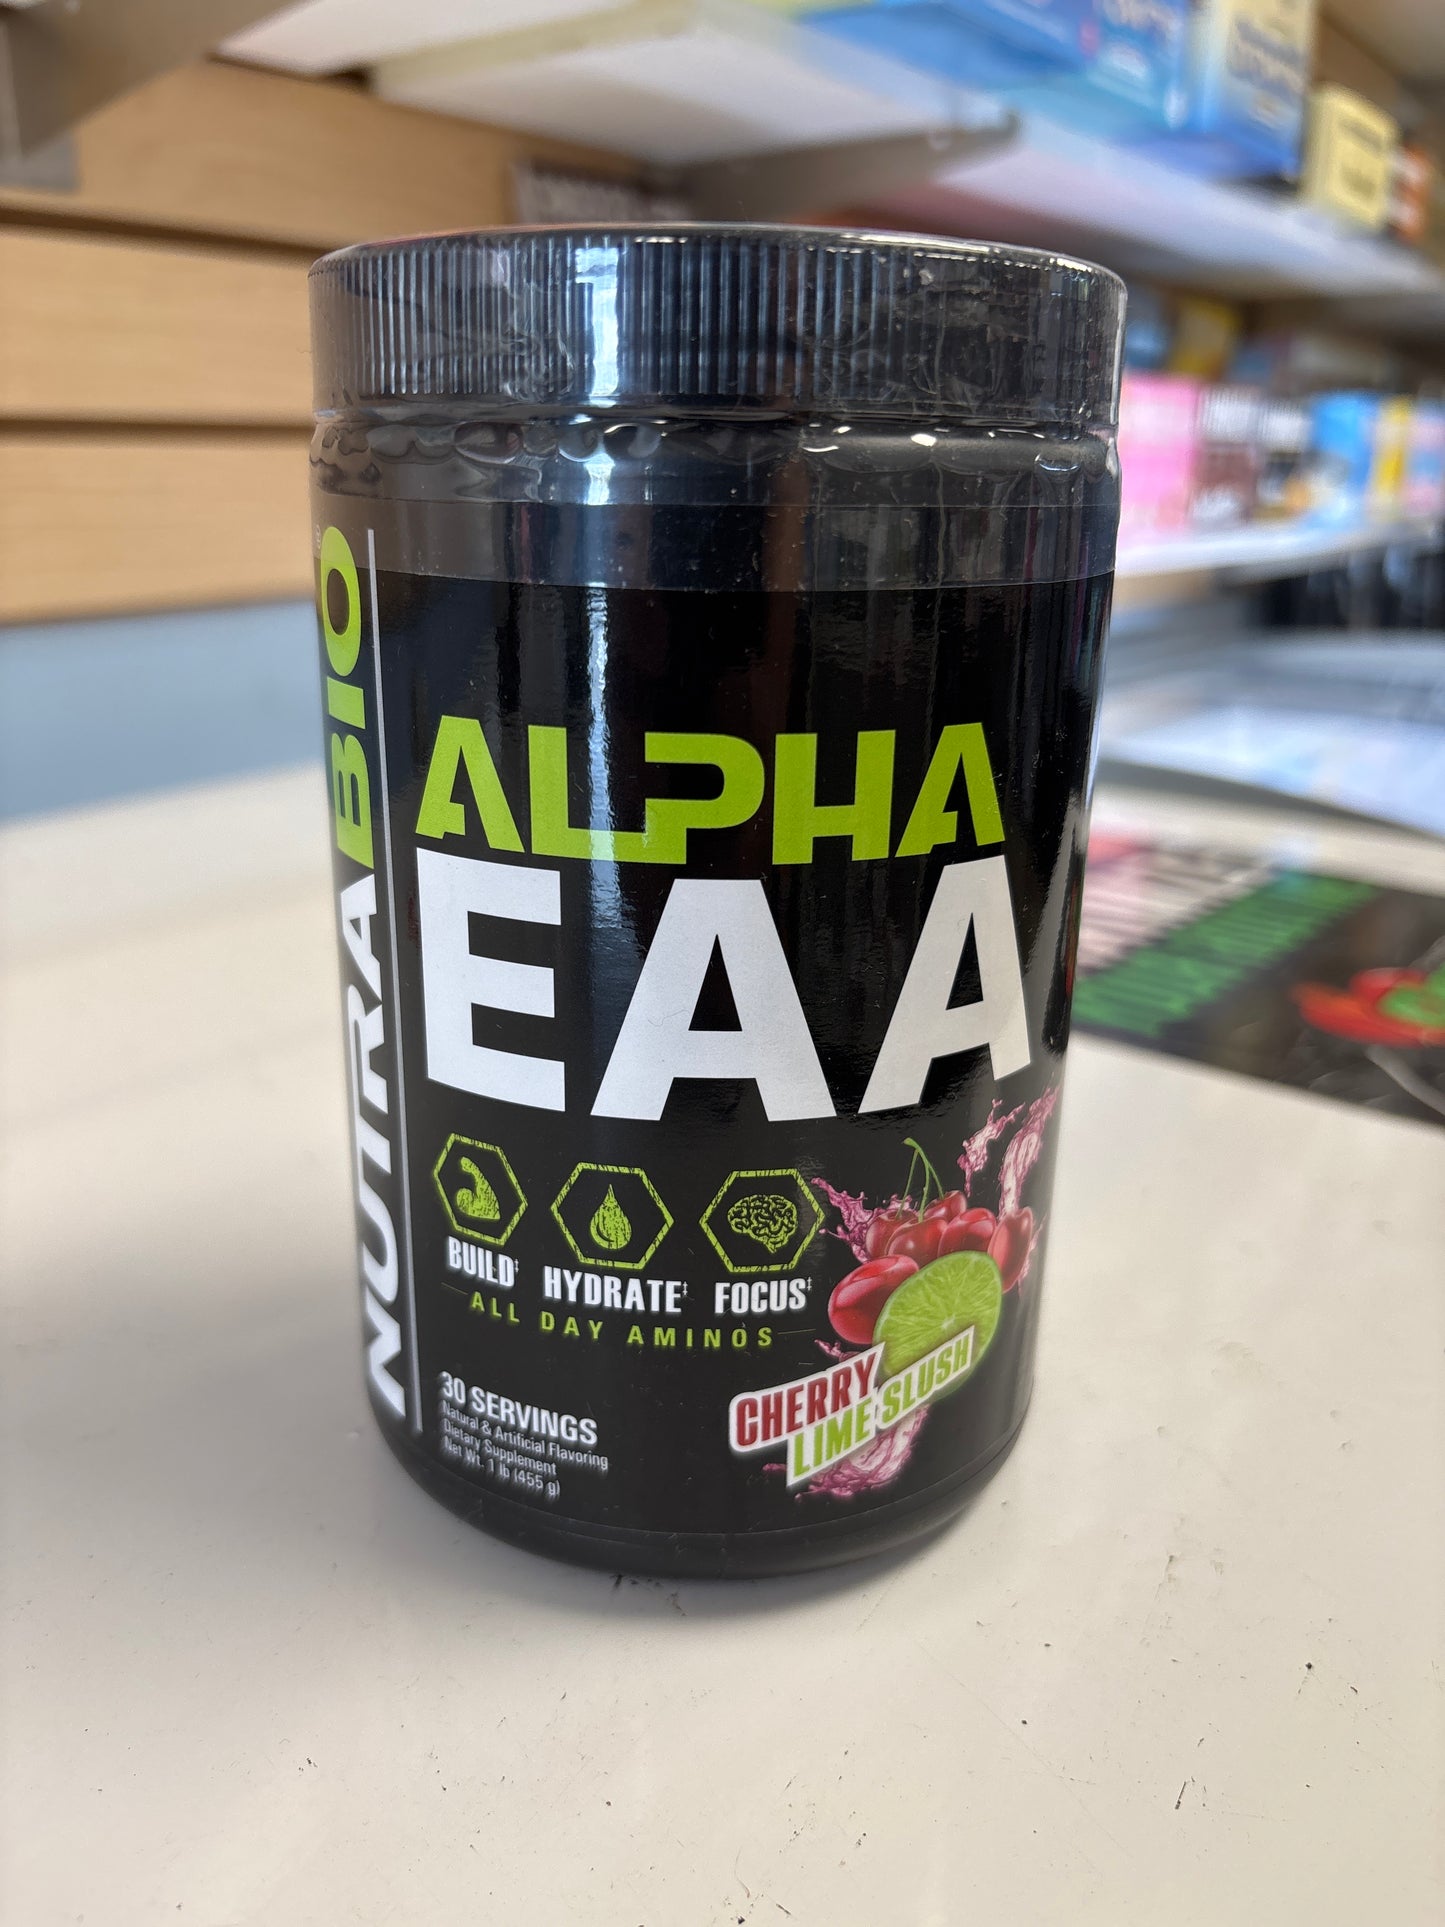 NUTRABIO
ALPHA
EAA
BUILD‡ HYDRATE‡ FOCUS‡
ALL DAY AMINOS
30 SERVINGS
Natural & Artificial Flavoring
Dietary Supplement
Net Wt. 1 lb (455 g)
CHERRY
LIME SLUSH